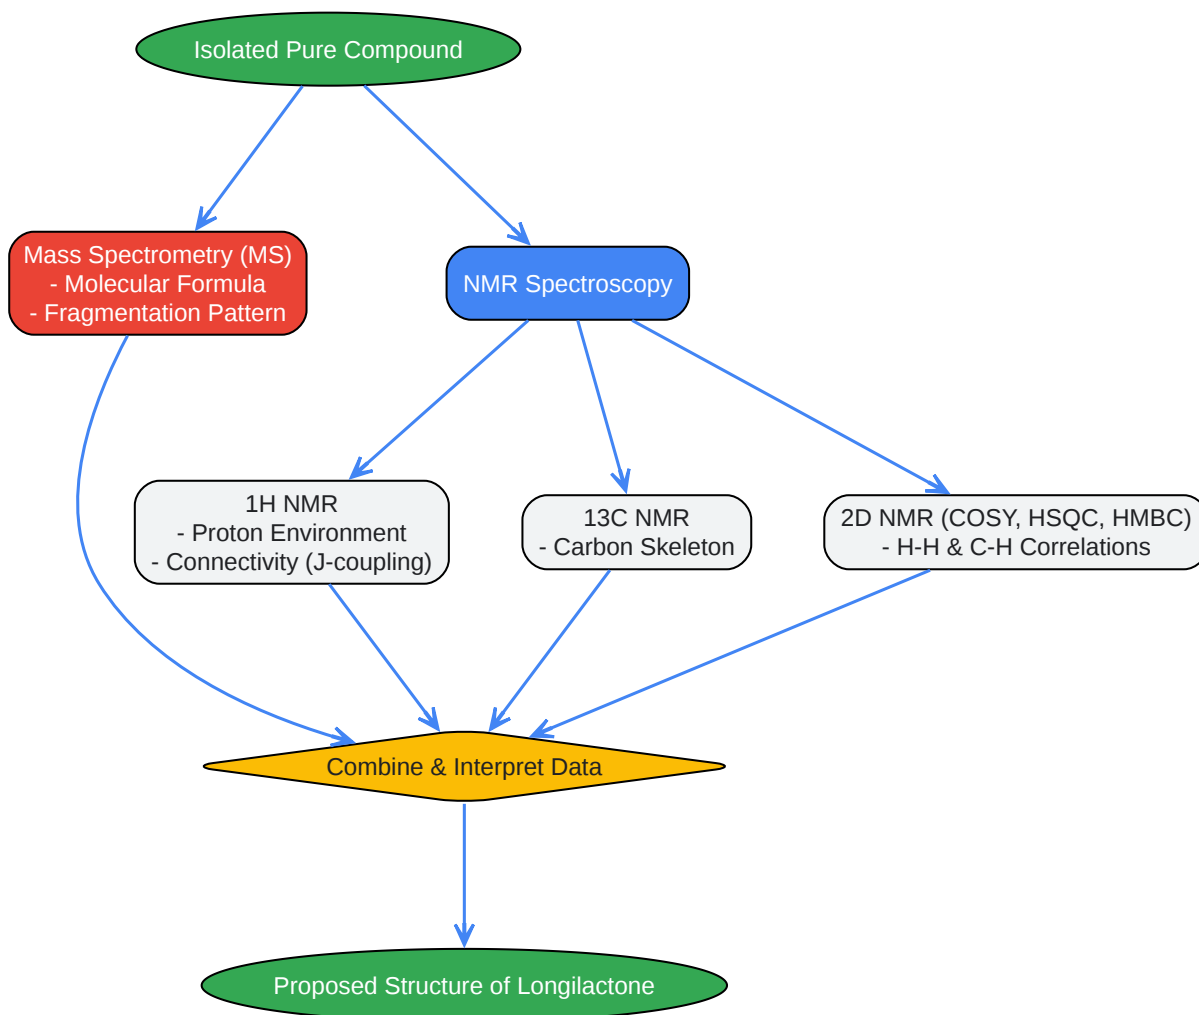 Isolated Pure Compound
Mass Spectrometry (MS)
- Molecular Formula
- Fragmentation Pattern
NMR Spectroscopy
1H NMR
- Proton Environment
- Connectivity (J-coupling)
13C NMR
- Carbon Skeleton
2D NMR (COSY, HSQC, HMBC)
- H-H & C-H Correlations
Combine & Interpret Data
Proposed Structure of Longilactone